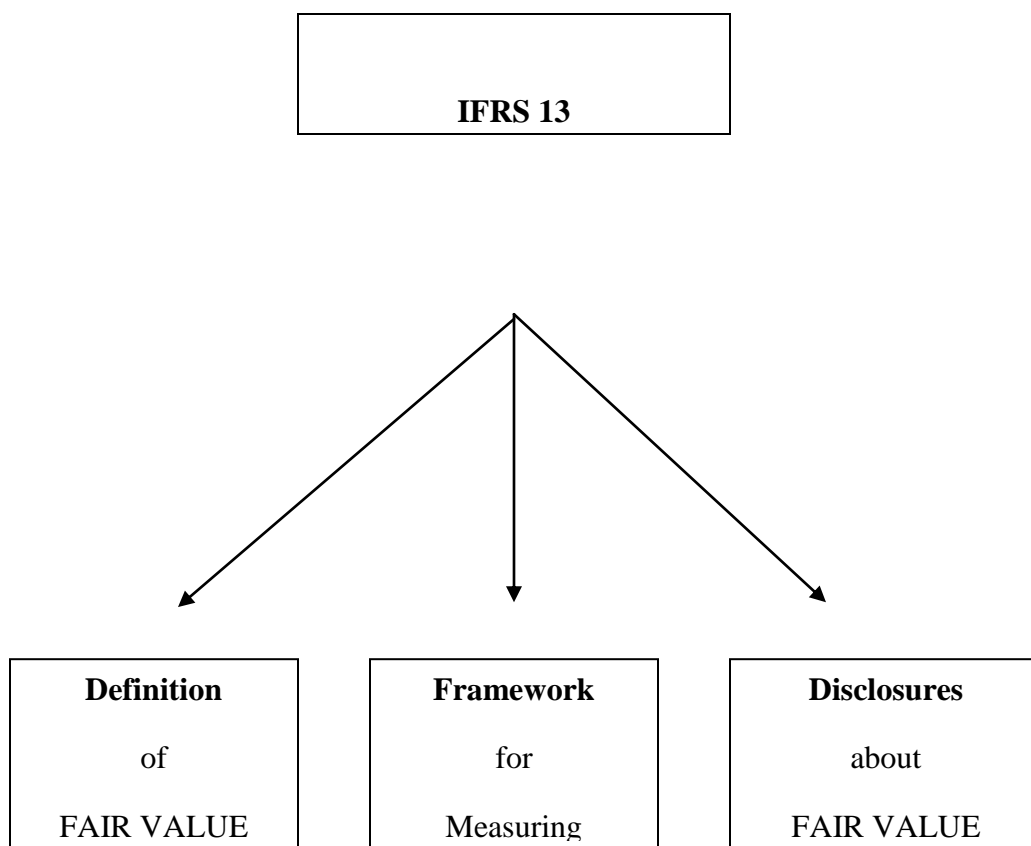 IFRS 13
Definition
of
FAIR VALUE
Framework
for
Measuring
Disclosures
about
FAIR VALUE